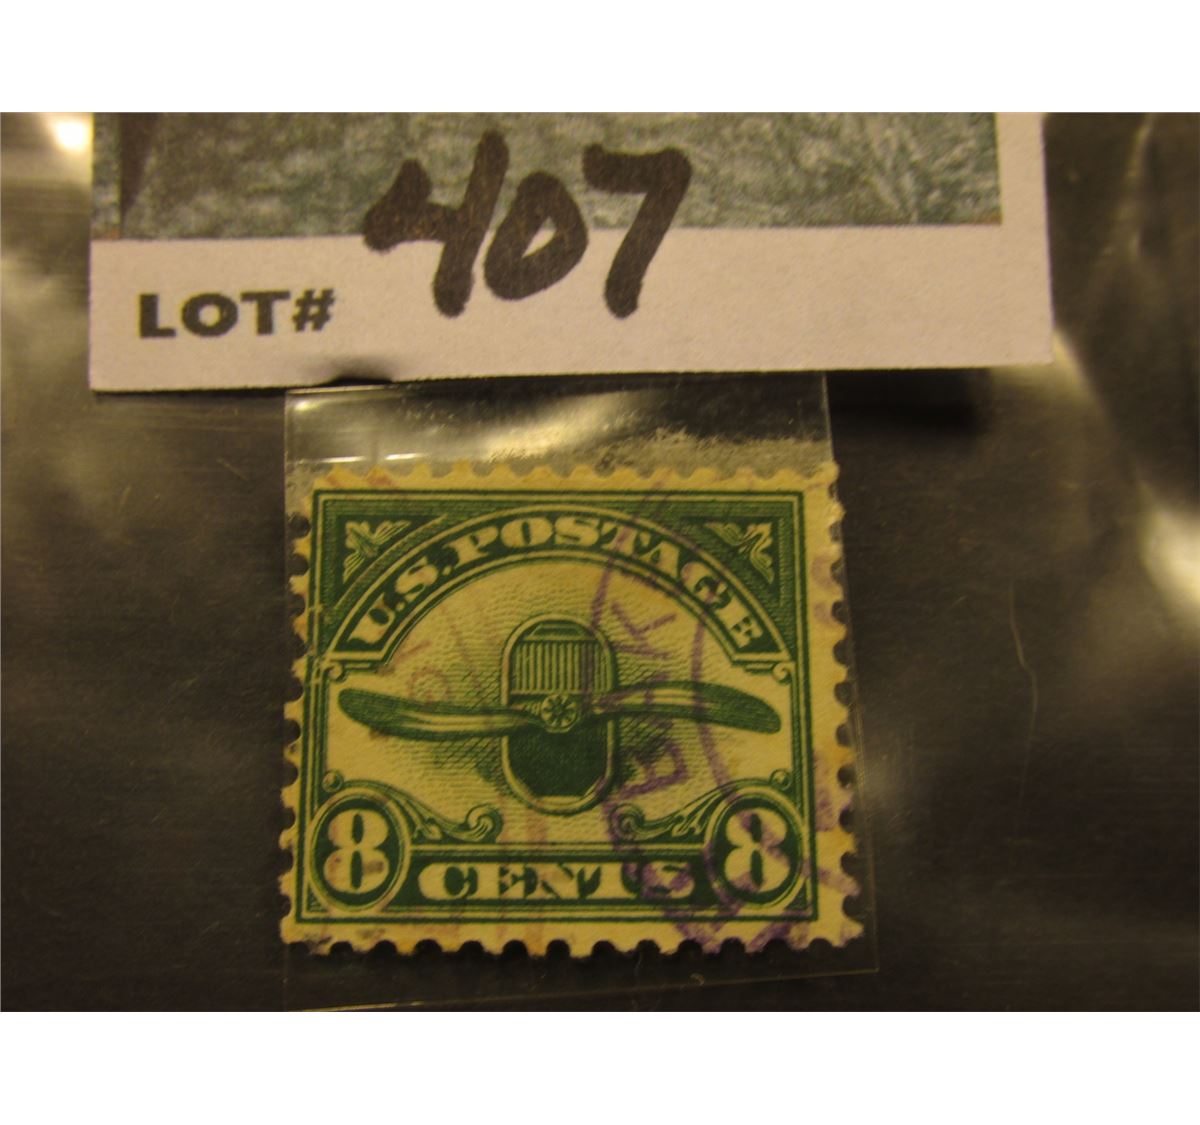 407
LOT#
U.S. POSTAGE
8 CENTS 8